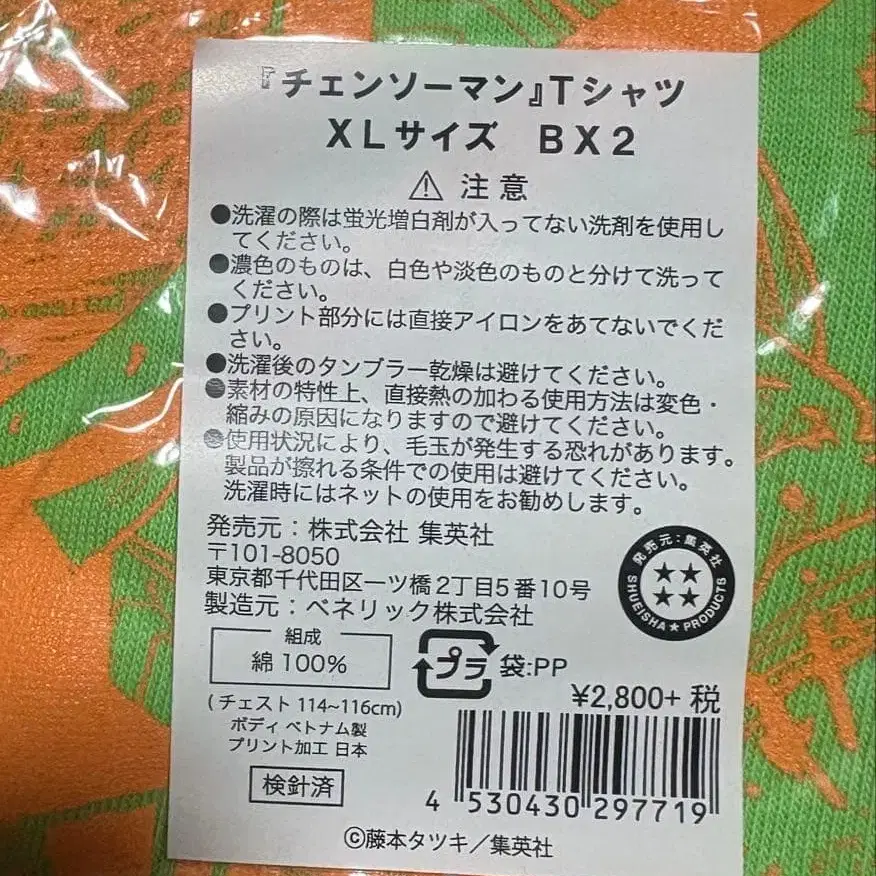 『チェンソーマン』Tシャツ
XLサイズ BX2
⚠ 注意
●洗濯の際は蛍光増白剤が入ってない洗剤を使用し
てください。
●濃色のものは、白色や淡色のものと分けて洗って
ください。
●プリント部分には直接アイロンをあてないでくだ
さい。
●洗濯後のタンブラー乾燥は避けてください。
●素材の特性上、直接熱の加わる使用方法は変色・
縮みの原因になりますので避けてください。
●使用状況により、毛玉が発生する恐れがあります。
製品が擦れる条件での使用は避けてください。
洗濯時にはネットの使用をお勧めします。
発売元：株式会社 集英社
〒101-8050
東京都千代田区一ツ橋2丁目5番10号
製造元：ベネリック株式会社
発売元：集英社
SHUEISHA★PRODUCTS
組成
綿 100%
プラ 袋:PP
¥2,800+ 税
(チェスト 114~116cm)
ボディ ベトナム製
プリント加工 日本
検針済
4 530430 297719
©藤本タツキ／集英社